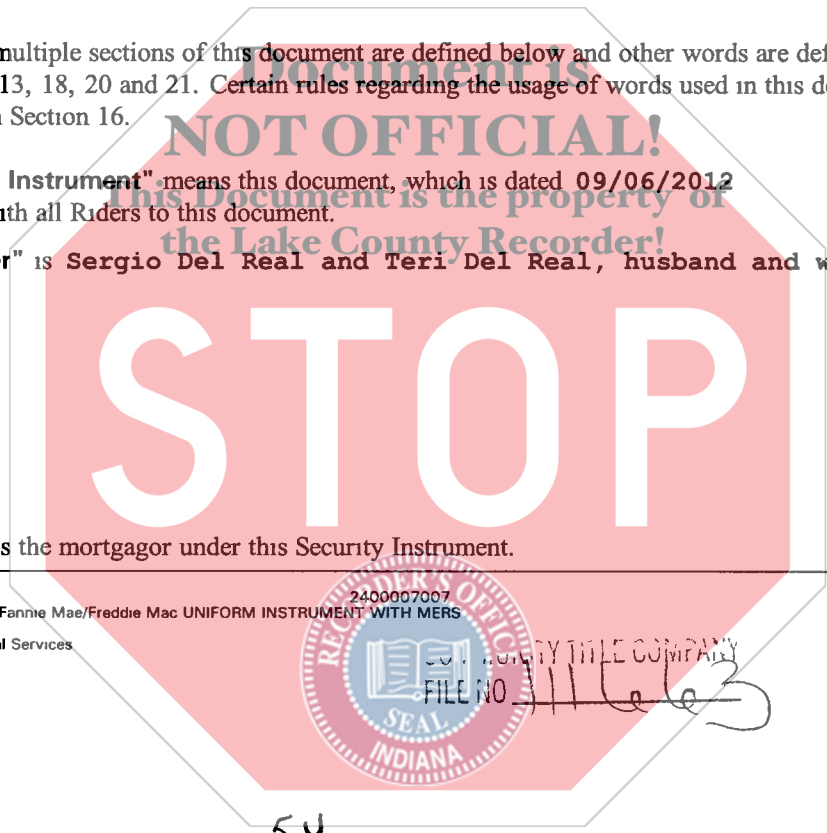 multiple sections of this document are defined below and other words are def
Document is
13, 18, 20 and 21. Certain rules regarding the usage of words used in this d
Section 16.
NOT OFFICIAL!
Instrument" means this document, which is dated 09/06/2012
This Document is the property of
ith all Riders to this document.
the Lake County Recorder!
er" is Sergio Del Real and Teri Del Real, husband and w
STOP
s the mortgagor under this Security Instrument.
2400007007
Fannie Mae/Freddie Mac UNIFORM INSTRUMENT WITH MERS
l Services
RECORDER'S OFFICE
TITLE COMPANY
FILE NO 11663
SEAL
INDIANA